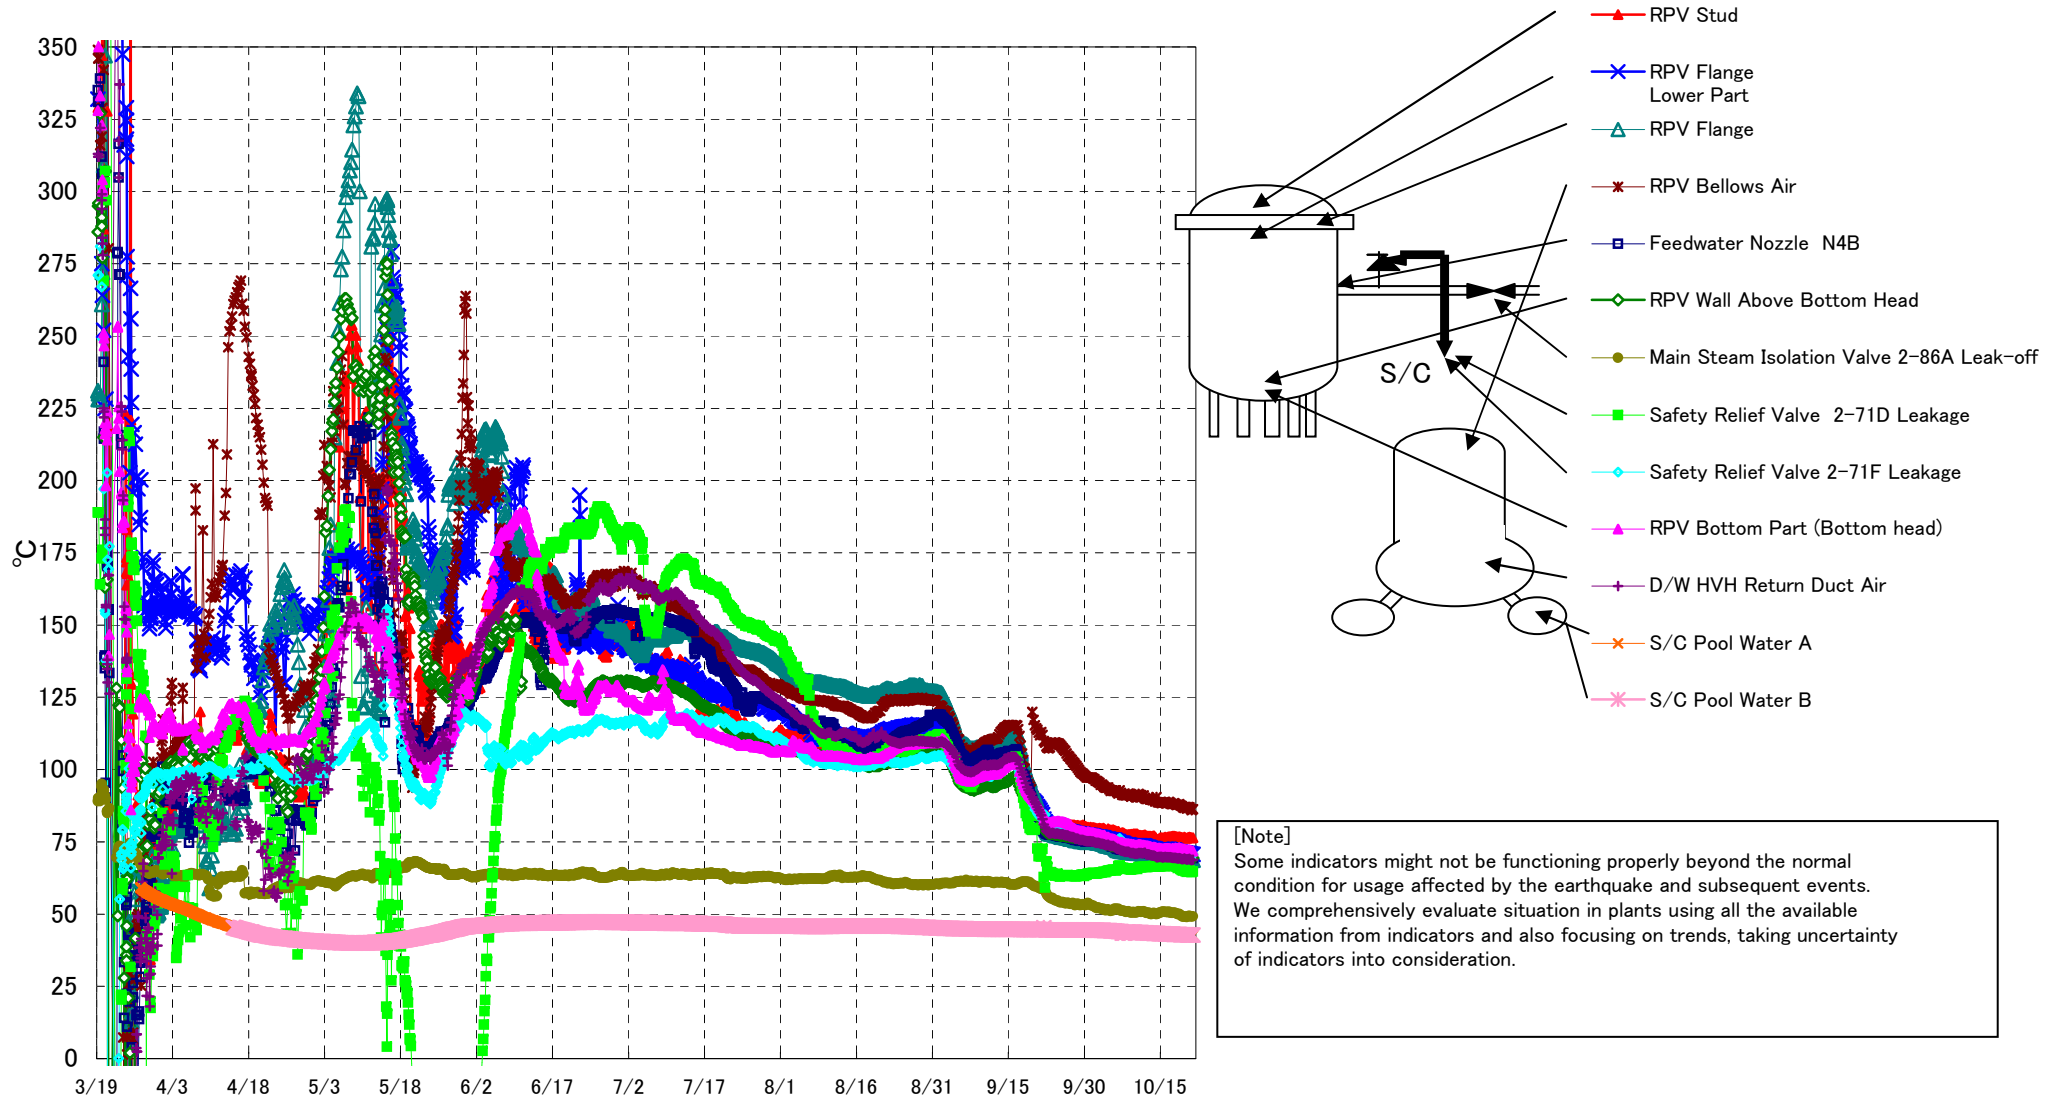 RPV Stud
RPV Flange
Lower Part
RPV Flange
RPV Bellows Air
Feedwater Nozzle N4B
RPV Wall Above Bottom Head
Main Steam Isolation Valve 2-86A Leak-off
Safety Relief Valve 2-71D Leakage
Safety Relief Valve 2-71F Leakage
RPV Bottom Part (Bottom head)
D/W HVH Return Duct Air
S/C Pool Water A
S/C Pool Water B
S/C
℃
350
325
300
275
250
225
200
175
150
125
100
75
50
25
0
3/19 4/3 4/18 5/3 5/18 6/2 6/17 7/2 7/17 8/1 8/16 8/31 9/15 9/30 10/15
[Note]
Some indicators might not be functioning properly beyond the normal
condition for usage affected by the earthquake and subsequent events.
We comprehensively evaluate situation in plants using all the available
information from indicators and also focusing on trends, taking uncertainty
of indicators into consideration.